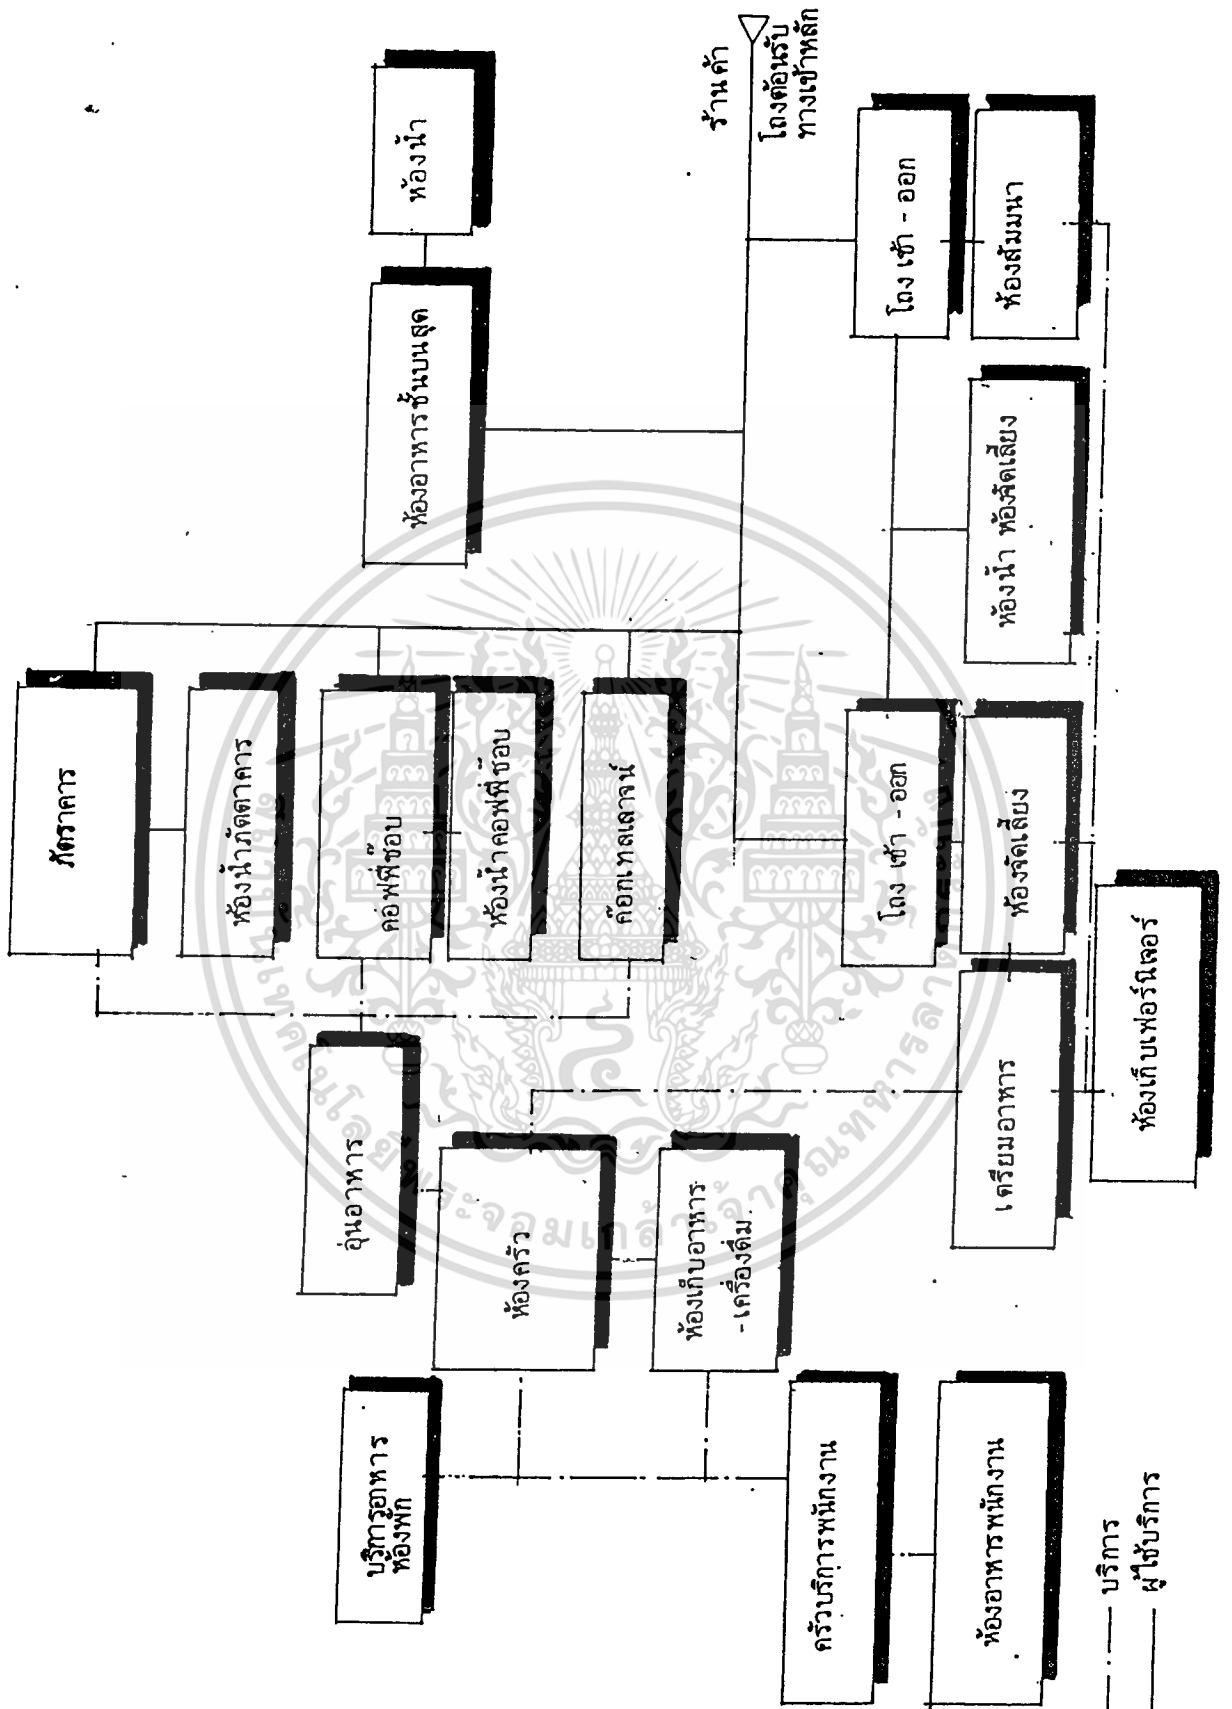 ร้านค้า
โถงต้อนรับ
ทางเข้าหลัก
ห้องน้ำ
ห้องอาหารชั้นบนสุด
โถง เข้า - ออก
ห้องสัมมนา
ห้องน้ำ ห้องจัดเลี้ยง
ภัตราคาร
ห้องน้ำภัตตาคาร
คอฟฟี่ช็อบ
ห้องน้ำคอฟฟี่ช็อบ
ค๊อกเทลเลาจน์
โถง เข้า - ออก
ห้องจัดเลี้ยง
อุ่นอาหาร
ห้องครัว
ห้องเก็บอาหาร
-เครื่องดื่ม
เตรียมอาหาร
ห้องเก็บเฟอร์นิเจอร์
บริการอาหาร
ห้องพัก
ครัวบริการพนักงาน
ห้องอาหารพนักงาน
บริการ
ผู้ใช้บริการ